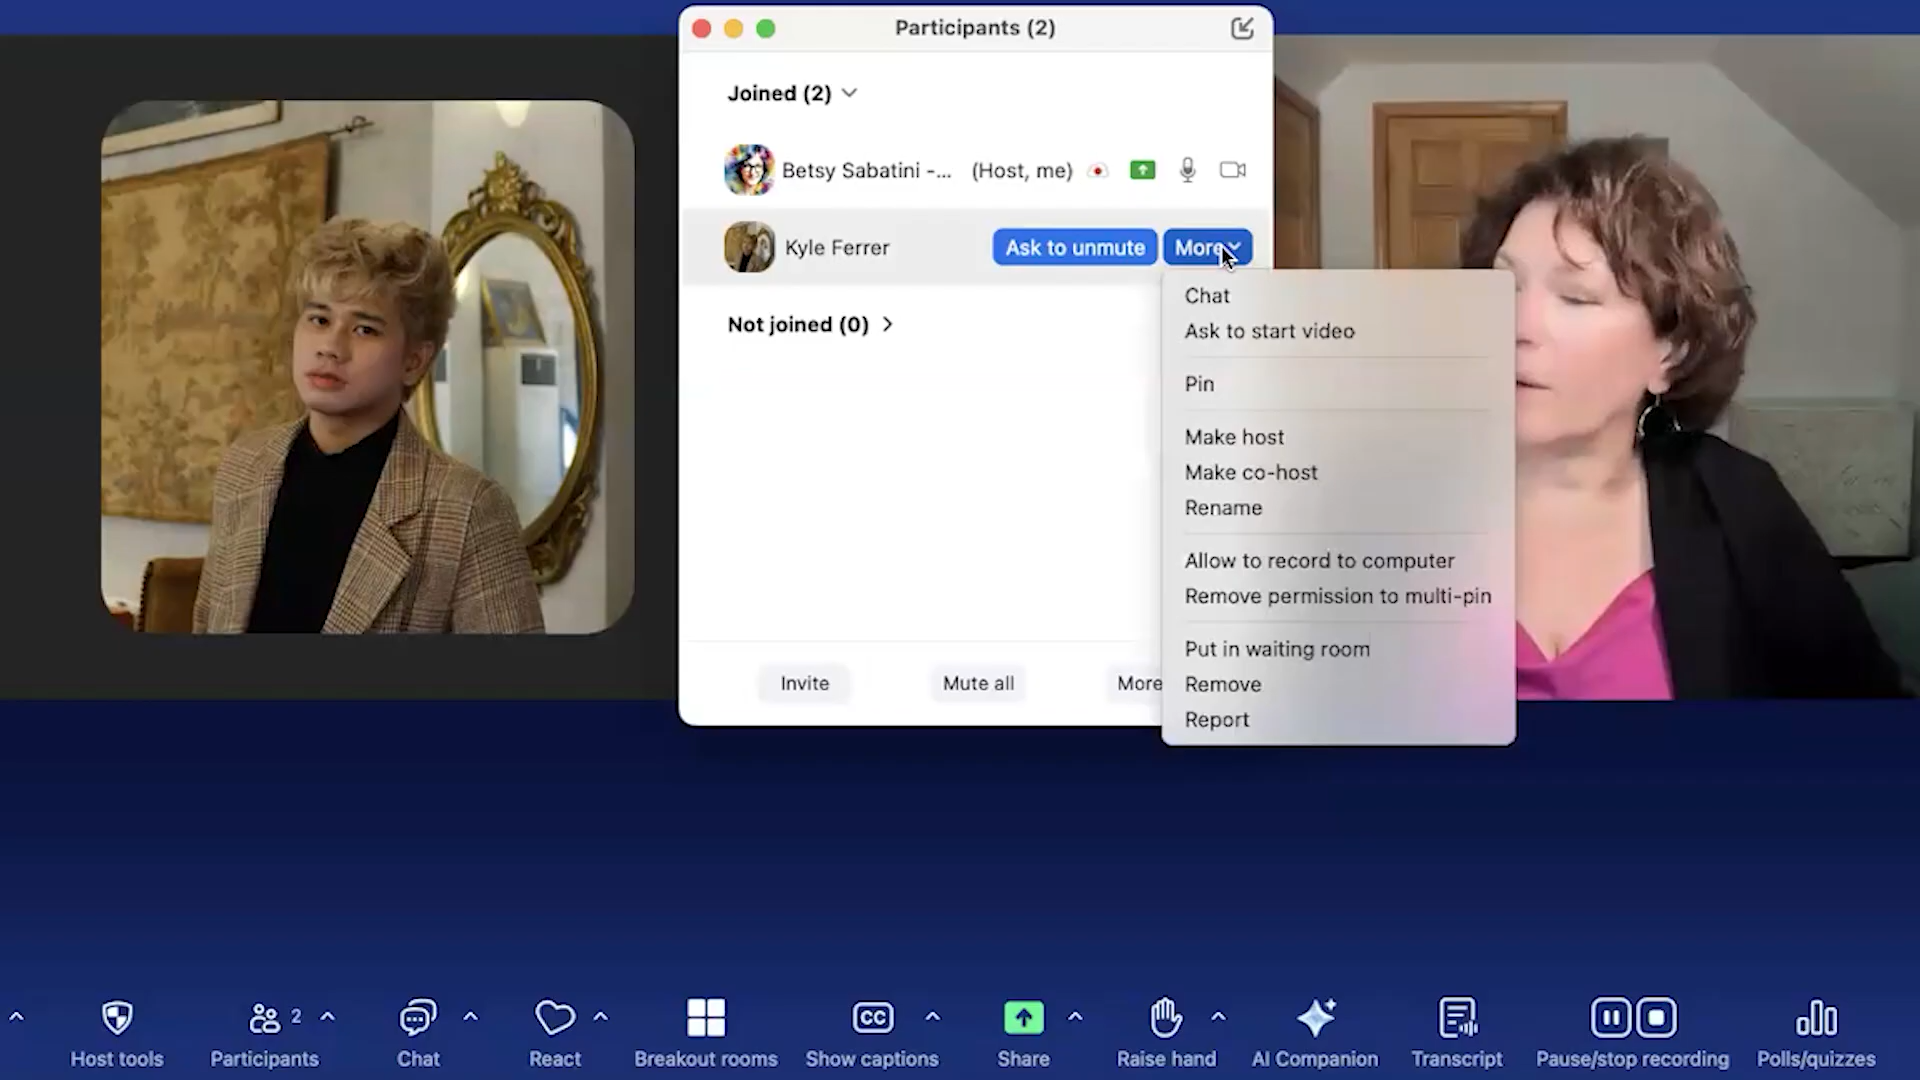 Participants (2)
Joined (2)
Betsy Sabatini -... (Host, me)
Kyle Ferrer Ask to unmute More
Not joined (0)
Chat
Ask to start video
Pin
Make host
Make co-host
Rename
Allow to record to computer
Remove permission to multi-pin
Put in waiting room
Remove
Report
Invite Mute all More
2
CC
Host tools Participants Chat React Breakout rooms Show captions Share Raise hand AI Companion Transcript Pause/stop recording Polls/quizzes